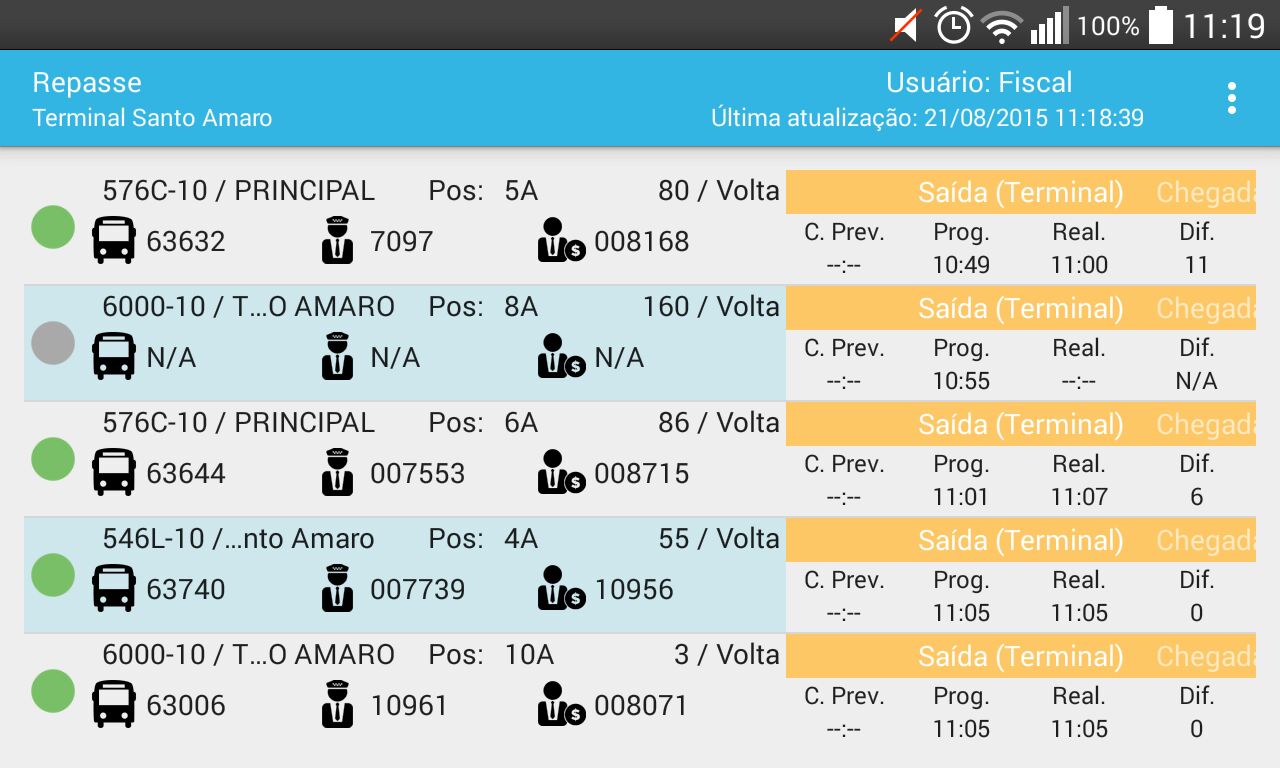 100% 11:19
Repasse Usuário: Fiscal
Terminal Santo Amaro Última atualização: 21/08/2015 11:18:39
576C-10 / PRINCIPAL Pos: 5A 80 / Volta Saída (Terminal) Chegada
63632 7097 $ 008168 C. Prev. Prog. Real. Dif.
--:-- 10:49 11:00 11
6000-10 / T...O AMARO Pos: 8A 160 / Volta Saída (Terminal) Chegada
N/A N/A $ N/A C. Prev. Prog. Real. Dif.
--:-- 10:55 --:-- N/A
576C-10 / PRINCIPAL Pos: 6A 86 / Volta Saída (Terminal) Chegada
63644 007553 $ 008715 C. Prev. Prog. Real. Dif.
--:-- 11:01 11:07 6
546L-10 /...nto Amaro Pos: 4A 55 / Volta Saída (Terminal) Chegada
63740 007739 $ 10956 C. Prev. Prog. Real. Dif.
--:-- 11:05 11:05 0
6000-10 / T...O AMARO Pos: 10A 3 / Volta Saída (Terminal) Chegada
63006 10961 $ 008071 C. Prev. Prog. Real. Dif.
--:-- 11:05 11:05 0